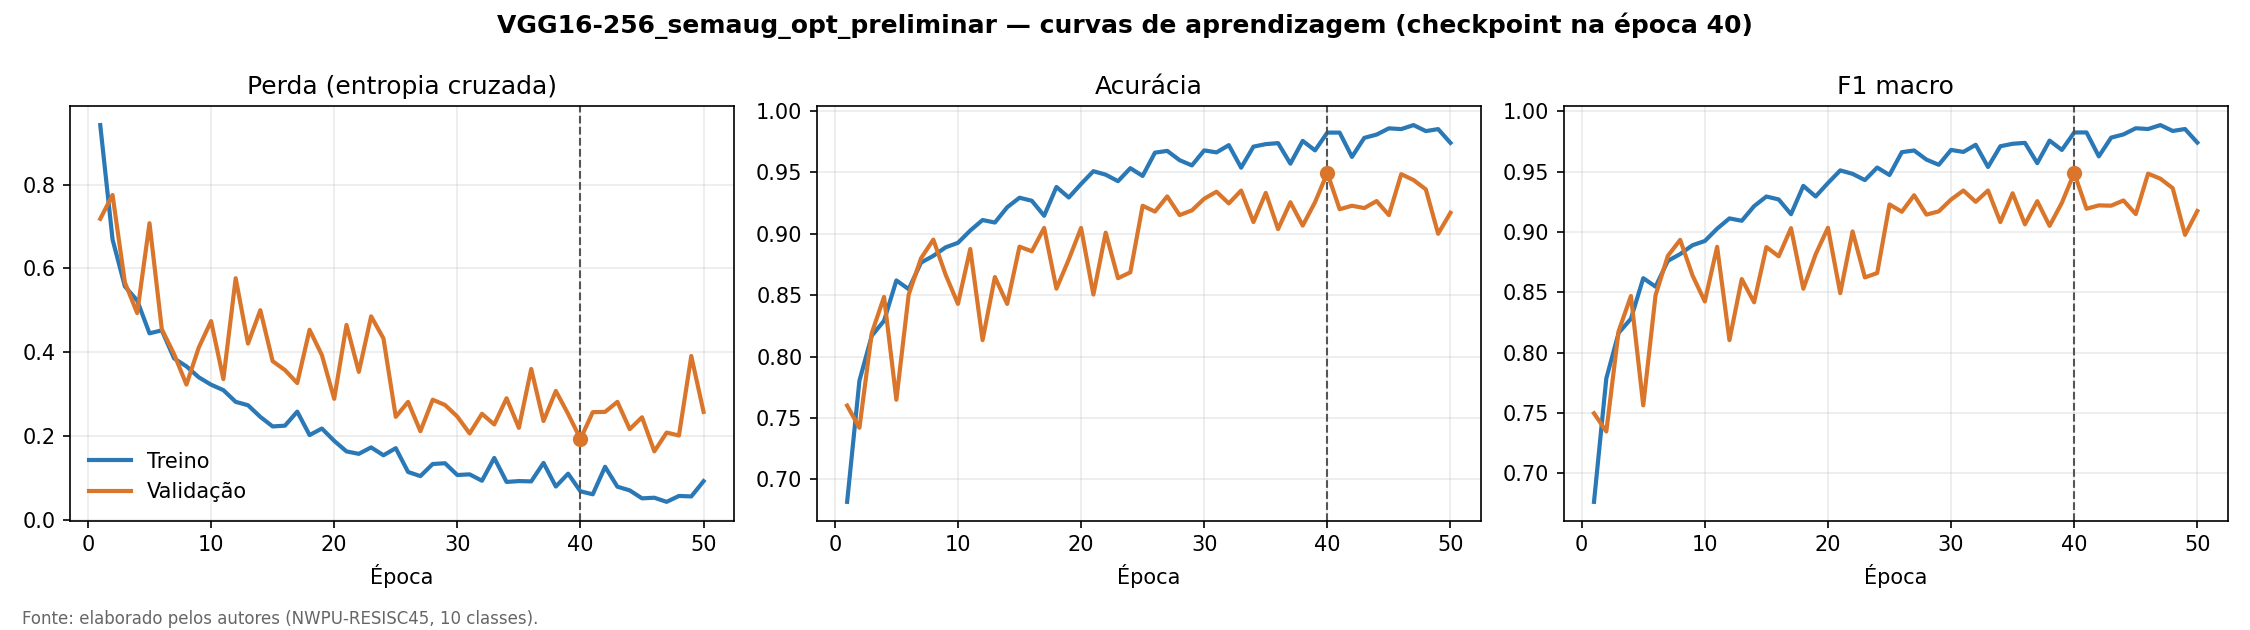 VGG16-256_semaug_opt_preliminar — curvas de aprendizagem (checkpoint na época 40)
Perda (entropia cruzada)
0.8
0.6
0.4
0.2
0.0
Treino
Validação
0 10 20 30 40 50
Época
Acurácia
1.00
0.95
0.90
0.85
0.80
0.75
0.70
0 10 20 30 40 50
Época
F1 macro
1.00
0.95
0.90
0.85
0.80
0.75
0.70
0 10 20 30 40 50
Época
Fonte: elaborado pelos autores (NWPU-RESISC45, 10 classes).